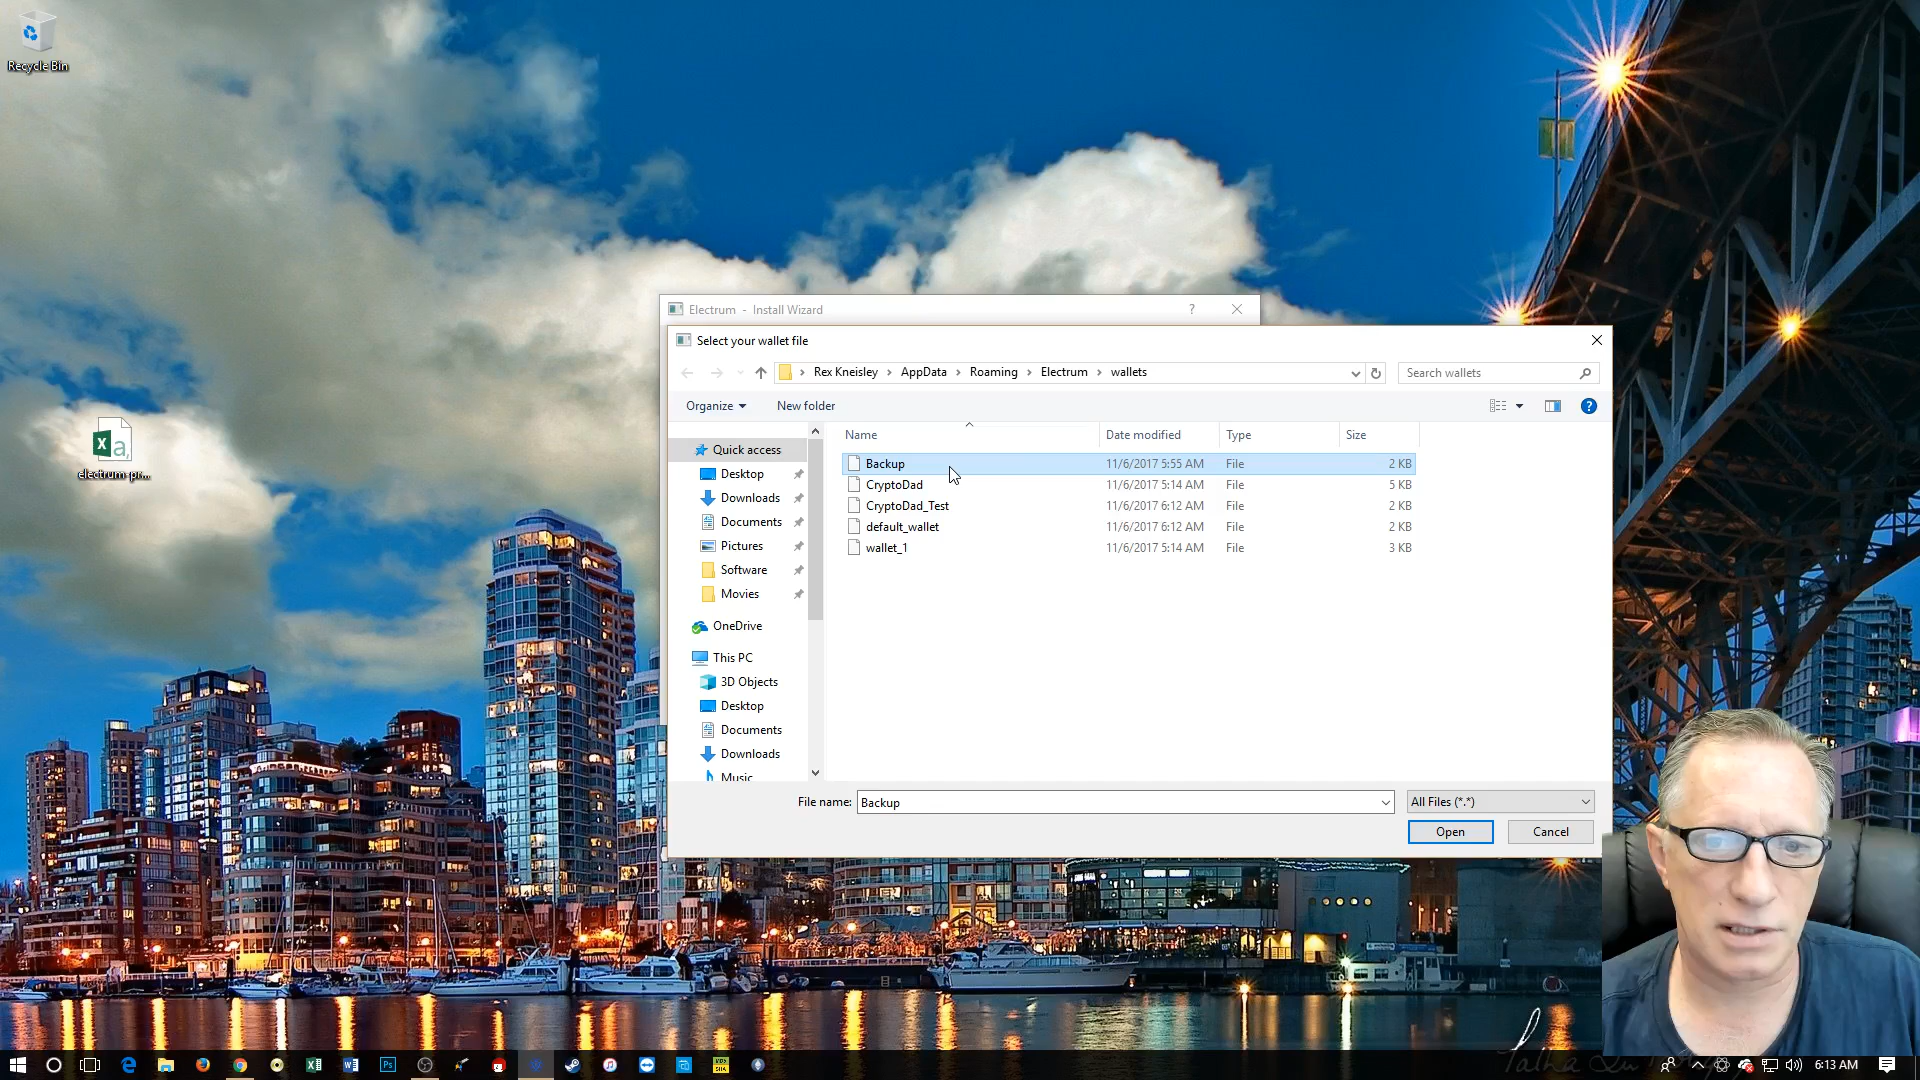 Recycle Bin
electrum-pr...
Electrum - Install Wizard
?
Select your wallet file
Rex Kneisley > AppData > Roaming > Electrum > wallets
Search wallets
Organize
New folder
?
Name
Date modified
Type
Size
Quick access
Desktop
Downloads
Documents
Pictures
Software
Movies
OneDrive
This PC
3D Objects
Desktop
Documents
Downloads
Music
Backup 11/6/2017 5:55 AM File 2 KB
CryptoDad 11/6/2017 5:14 AM File 5 KB
CryptoDad_Test 11/6/2017 6:12 AM File 2 KB
default_wallet 11/6/2017 6:12 AM File 2 KB
wallet_1 11/6/2017 5:14 AM File 3 KB
File name: Backup
All Files (*.*)
Open
Cancel
6:13 AM